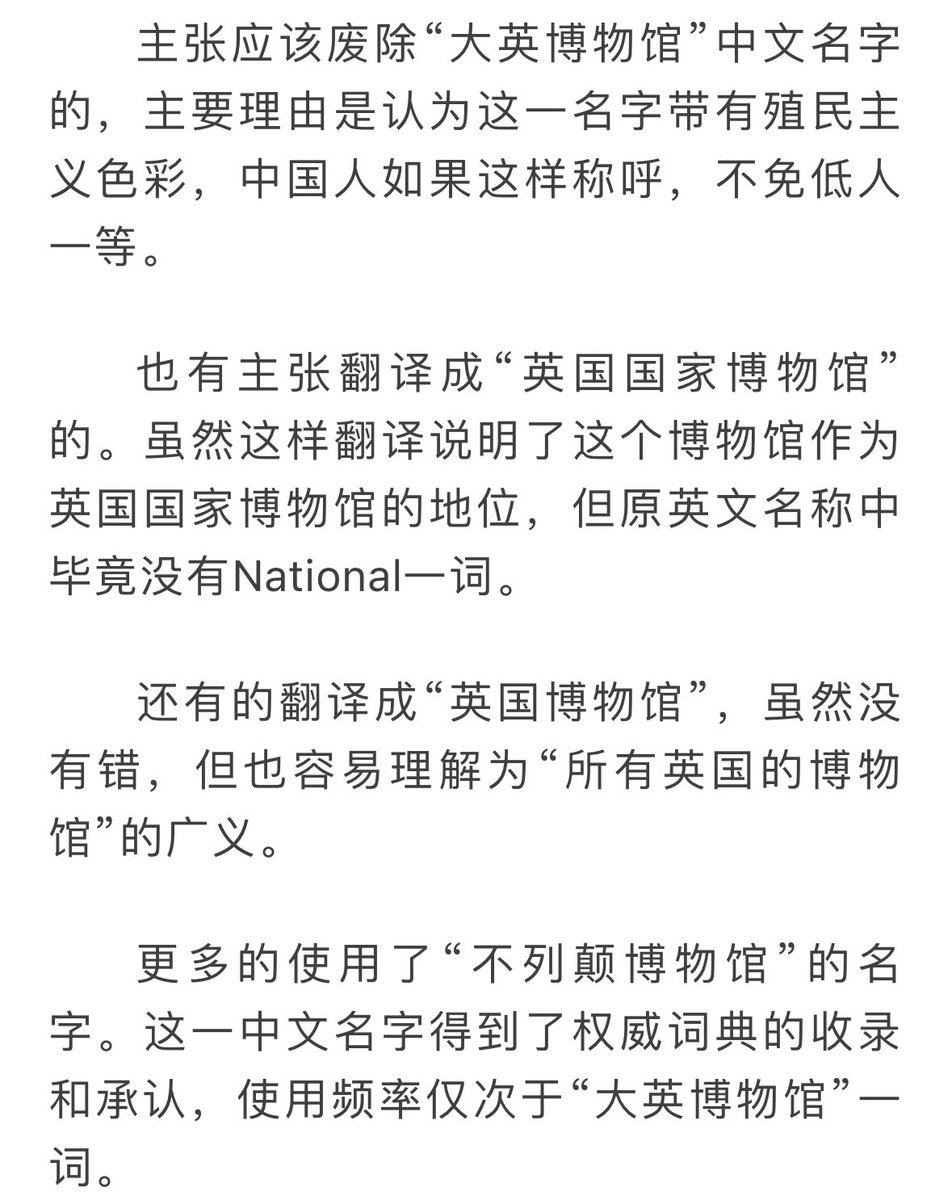 主张应该废除“大英博物馆”中文名字
的，主要理由是认为这一名字带有殖民主
义色彩，中国人如果这样称呼，不免低人
一等。
也有主张翻译成“英国国家博物馆”
的。虽然这样翻译说明了这个博物馆作为
英国国家博物馆的地位，但原英文名称中
毕竟没有National一词。
还有的翻译成“英国博物馆”，虽然没
有错，但也容易理解为“所有英国的博物
馆”的广义。
更多的使用了“不列颠博物馆”的名
字。这一中文名字得到了权威词典的收录
和承认，使用频率仅次于“大英博物馆”一
词。